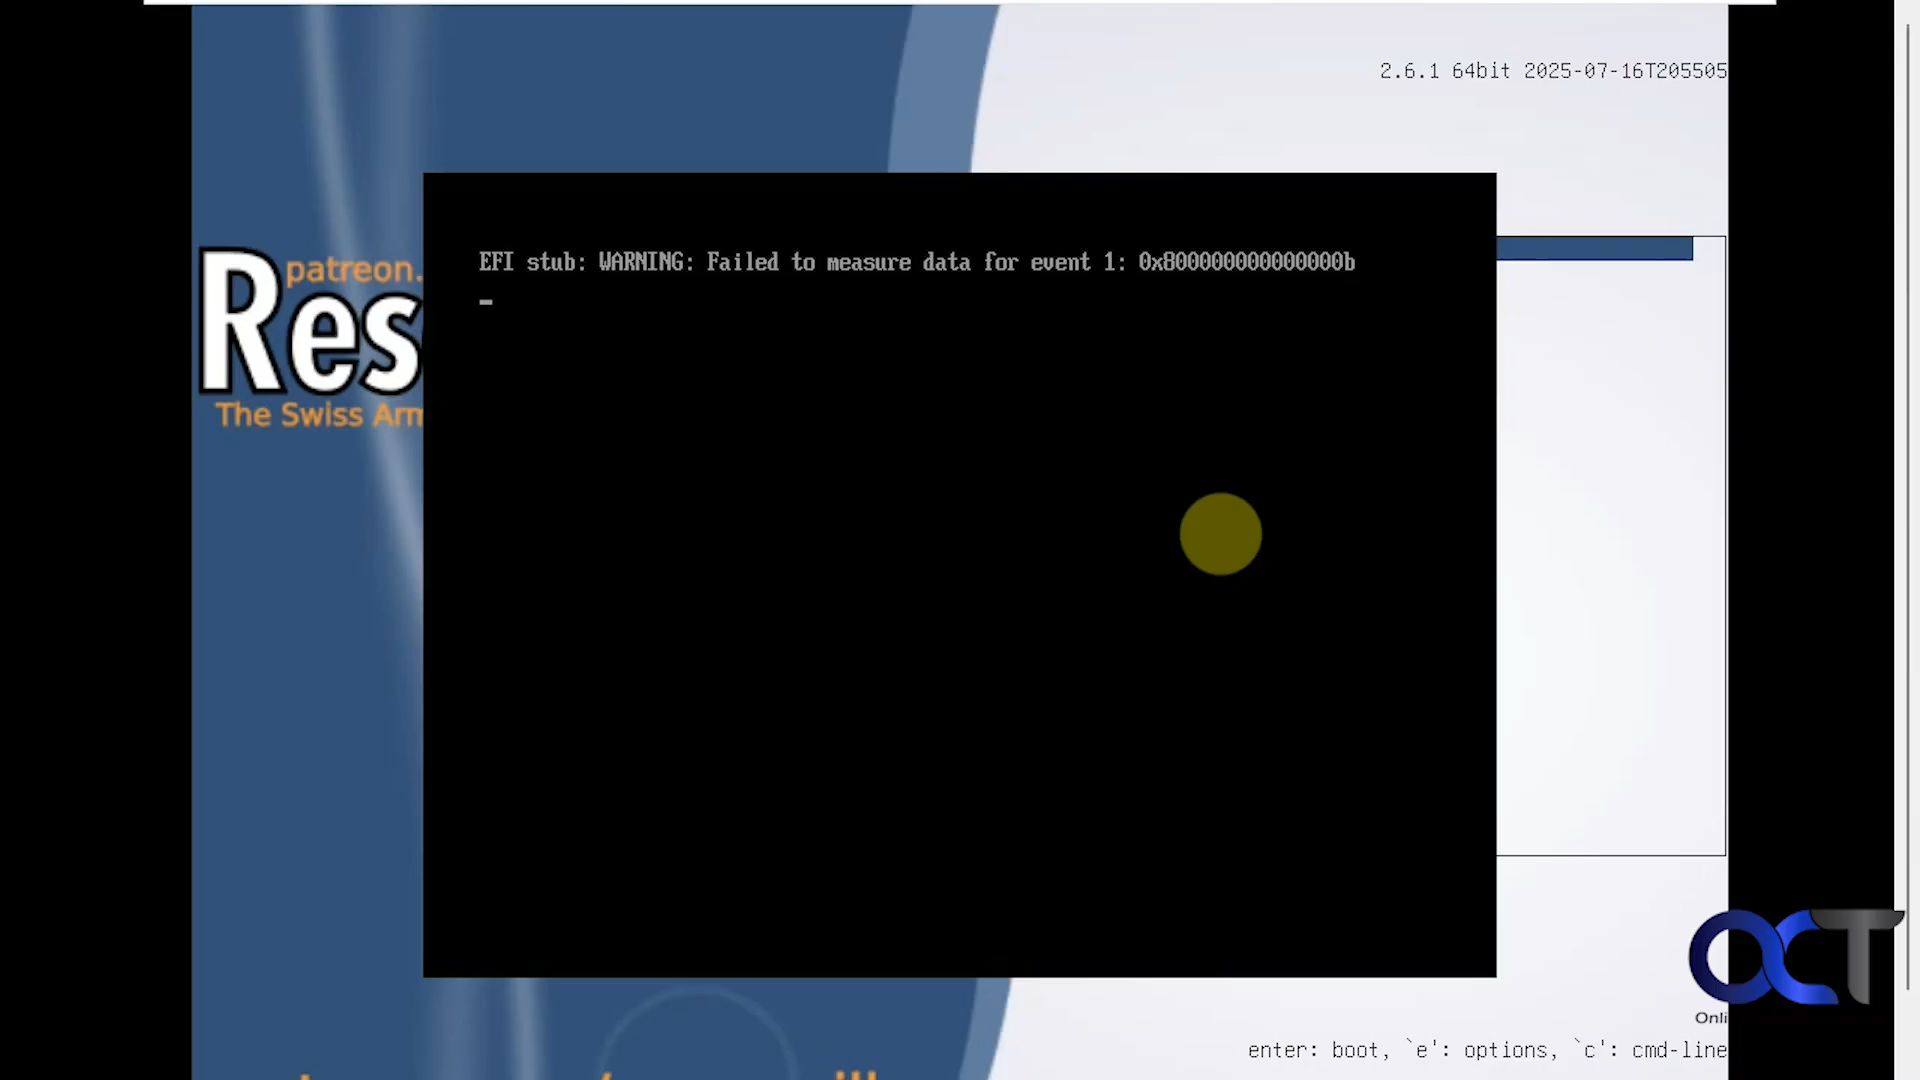 2.6.1 64bit 2025-07-16T205505
EFI stub: WARNING: Failed to measure data for event 1: 0x800000000000000b
patreon.
Res
The Swiss Arm
OCT
Onli
enter: boot, `e': options, `c': cmd-line